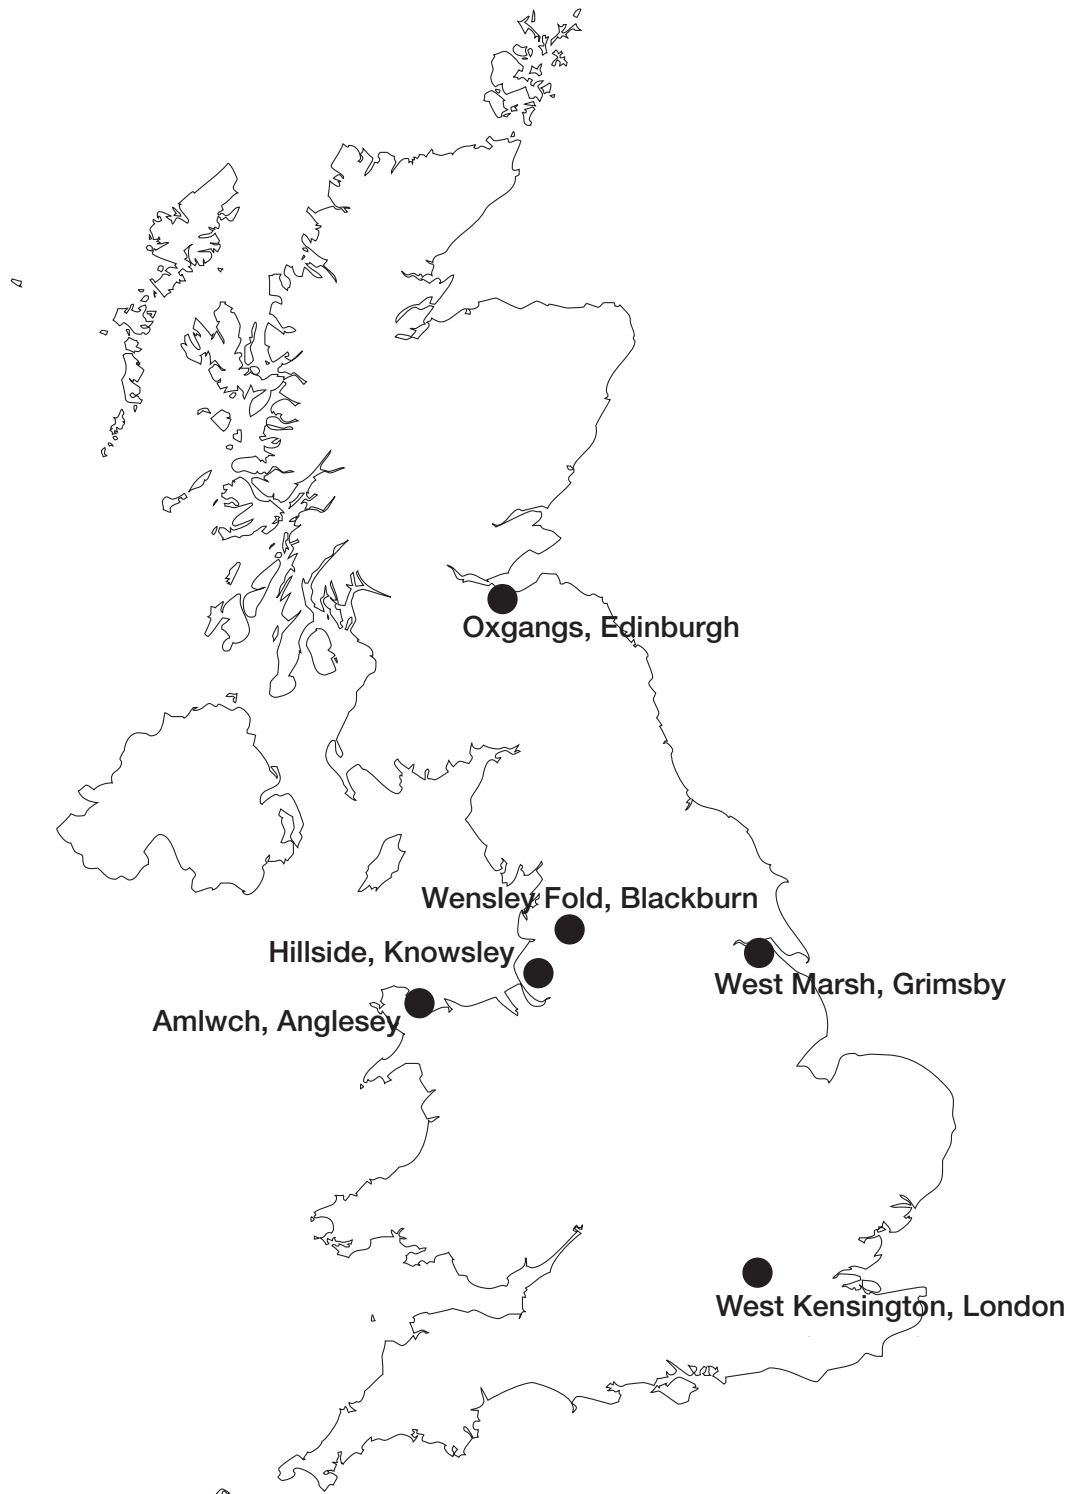 Oxgangs, Edinburgh
Wensley Fold, Blackburn
Hillside, Knowsley
West Marsh, Grimsby
Amlwch, Anglesey
West Kensington, London